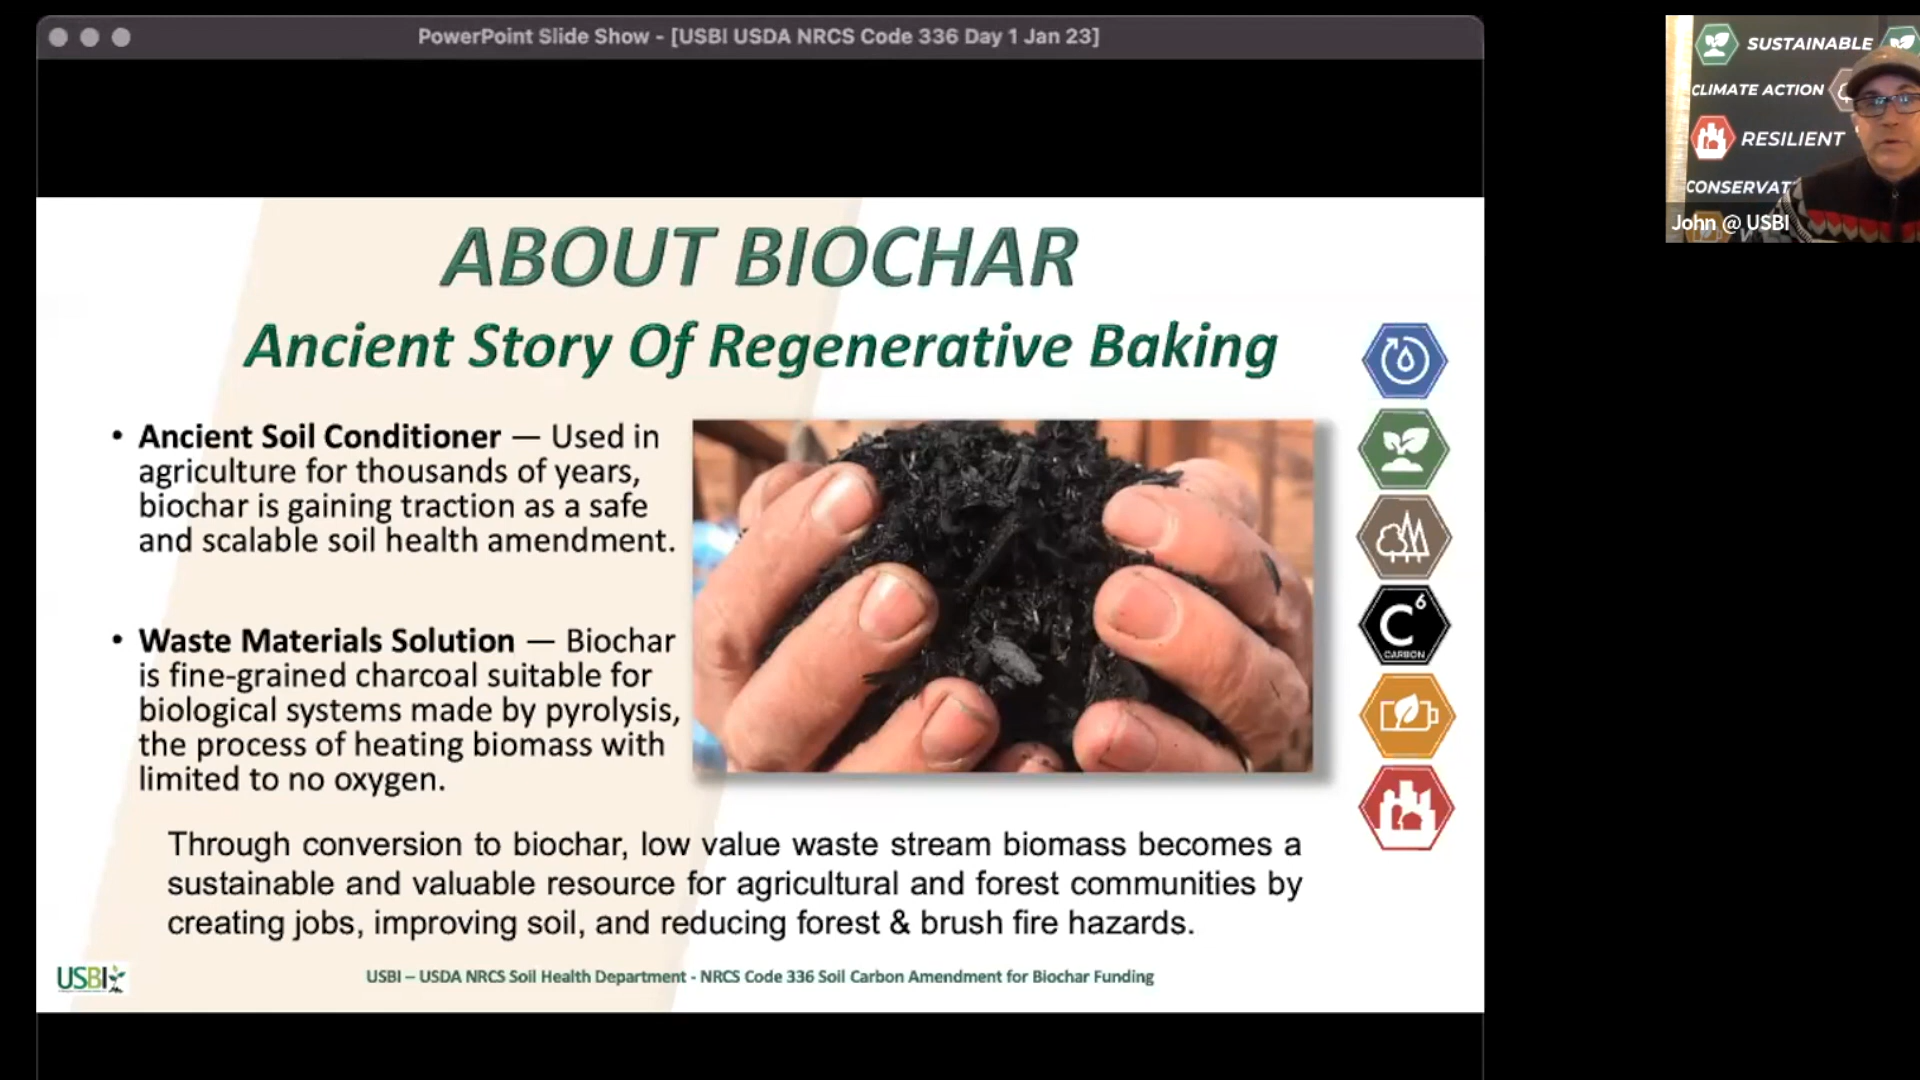 PowerPoint Slide Show - [USBI USDA NRCS Code 336 Day 1 Jan 23]
SUSTAINABLE
CLIMATE ACTION
RESILIENT
CONSERVAT
John @ USBI
ABOUT BIOCHAR
Ancient Story Of Regenerative Baking
• Ancient Soil Conditioner — Used in
agriculture for thousands of years,
biochar is gaining traction as a safe
and scalable soil health amendment.
• Waste Materials Solution — Biochar
is fine-grained charcoal suitable for
biological systems made by pyrolysis,
the process of heating biomass with
limited to no oxygen.
C 6
CARBON
Through conversion to biochar, low value waste stream biomass becomes a
sustainable and valuable resource for agricultural and forest communities by
creating jobs, improving soil, and reducing forest & brush fire hazards.
USBI
USBI – USDA NRCS Soil Health Department - NRCS Code 336 Soil Carbon Amendment for Biochar Funding